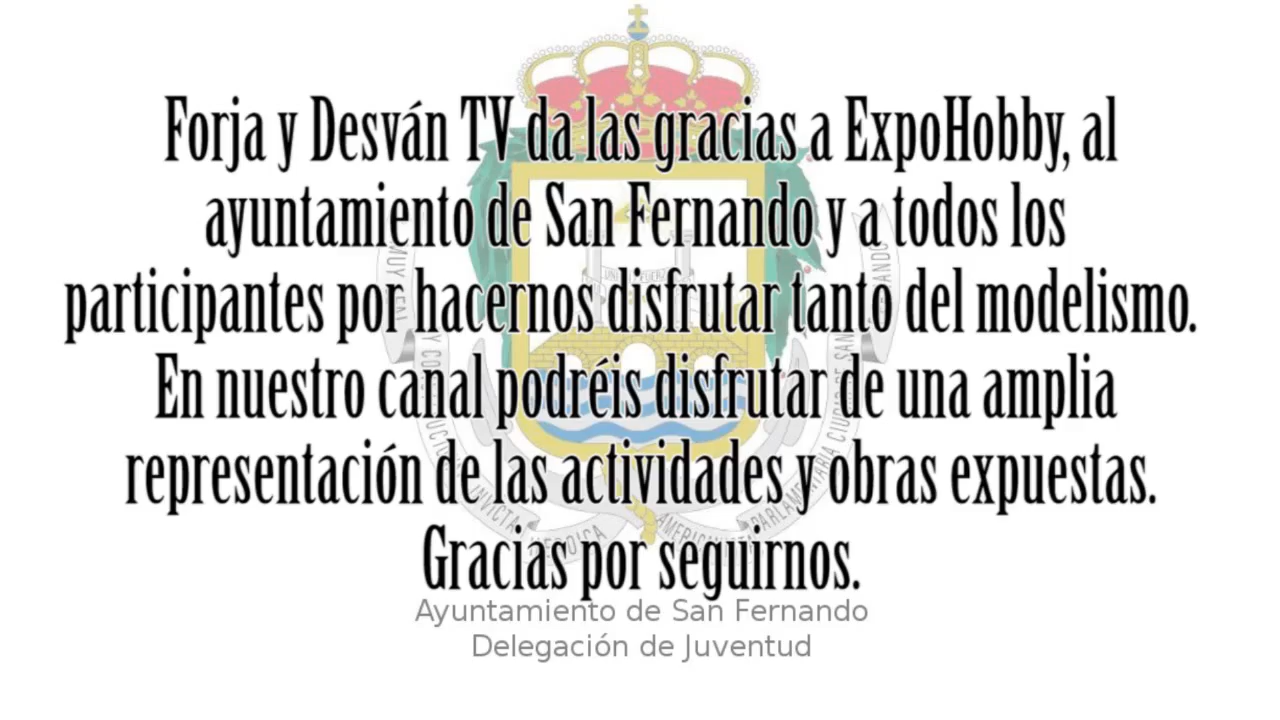 Forja y Desván TV da las gracias a ExpoHobby, al
ayuntamiento de San Fernando y a todos los
participantes por hacernos disfrutar tanto del modelismo.
En nuestro canal podréis disfrutar de una amplia
representación de las actividades y obras expuestas.
Gracias por seguirnos.
Ayuntamiento de San Fernando
Delegación de Juventud